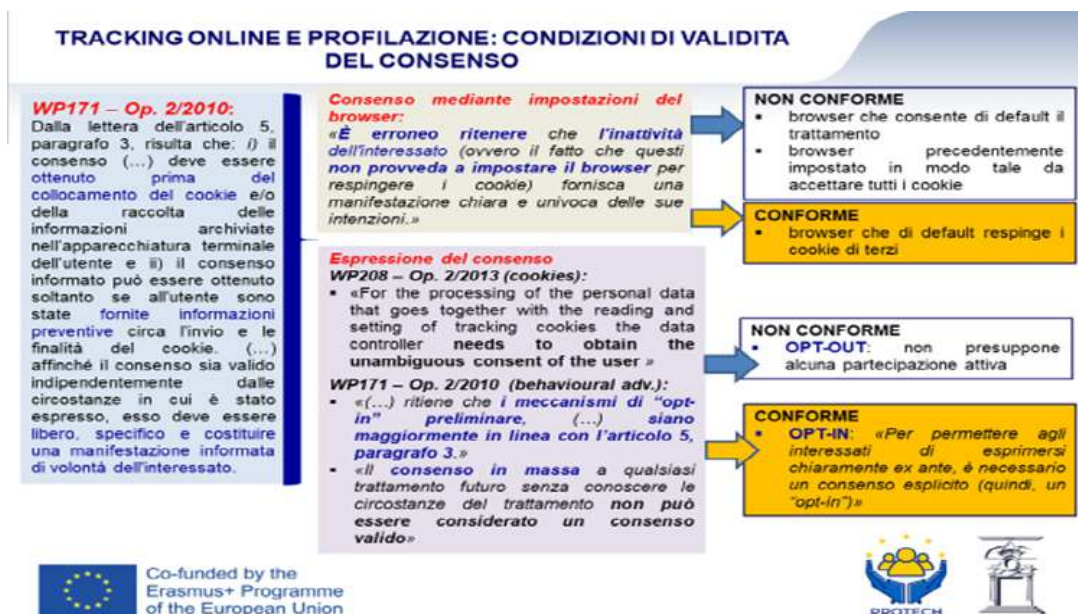 TRACKING ONLINE E PROFILAZIONE: CONDIZIONI DI VALIDITA
DEL CONSENSO
WP171 – Op. 2/2010:
Dalla lettera dell'articolo 5,
paragrafo 3, risulta che: i) il
consenso (…) deve essere
ottenuto prima del
collocamento del cookie e/o
della raccolta delle
informazioni archiviate
nell'apparecchiatura terminale
dell'utente e ii) il consenso
informato può essere ottenuto
soltanto se all'utente sono
state fornite informazioni
preventive circa l'invio e le
finalità del cookie. (…)
affinché il consenso sia valido
indipendentemente dalle
circostanze in cui è stato
espresso, esso deve essere
libero, specifico e costituire
una manifestazione informata
di volontà dell'interessato.
Consenso mediante impostazioni del
browser:
«È erroneo ritenere che l'inattività
dell'interessato (ovvero il fatto che questi
non provveda a impostare il browser per
respingere i cookie) fornisca una
manifestazione chiara e univoca delle sue
intenzioni.»
NON CONFORME
▪ browser che consente di default il
trattamento
▪ browser precedentemente
impostato in modo tale da
accettare tutti i cookie
CONFORME
▪ browser che di default respinge i
cookie di terzi
Espressione del consenso
WP208 – Op. 2/2013 (cookies):
▪ «For the processing of the personal data
that goes together with the reading and
setting of tracking cookies the data
controller needs to obtain the
unambiguous consent of the user »
WP171 – Op. 2/2010 (behavioural adv.):
▪ «(…) ritiene che i meccanismi di "opt-
in" preliminare, (…) siano
maggiormente in linea con l'articolo 5,
paragrafo 3.»
▪ «Il consenso in massa a qualsiasi
trattamento futuro senza conoscere le
circostanze del trattamento non può
essere considerato un consenso
valido»
NON CONFORME
▪ OPT-OUT: non presuppone
alcuna partecipazione attiva
CONFORME
▪ OPT-IN: «Per permettere agli
interessati di esprimersi
chiaramente ex ante, è necessario
un consenso esplicito (quindi, un
"opt-in")»
Co-funded by the
Erasmus+ Programme
of the European Union
PROTECH